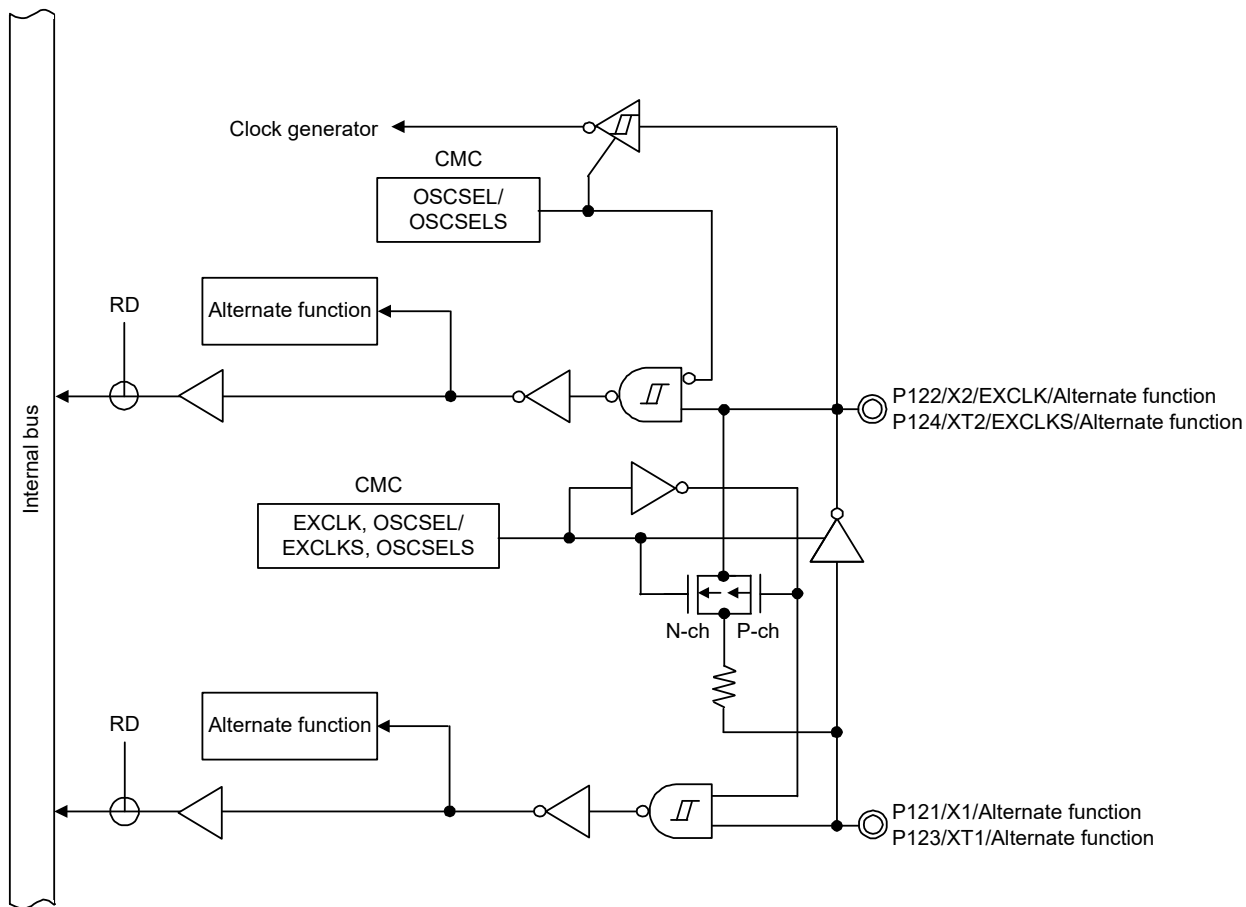 Clock generator
CMC
OSCSEL/
OSCSELS
Alternate function
RD
P122/X2/EXCLK/Alternate function
P124/XT2/EXCLKS/Alternate function
Internal bus
CMC
EXCLK, OSCSEL/
EXCLKS, OSCSELS
N-ch
P-ch
Alternate function
RD
P121/X1/Alternate function
P123/XT1/Alternate function